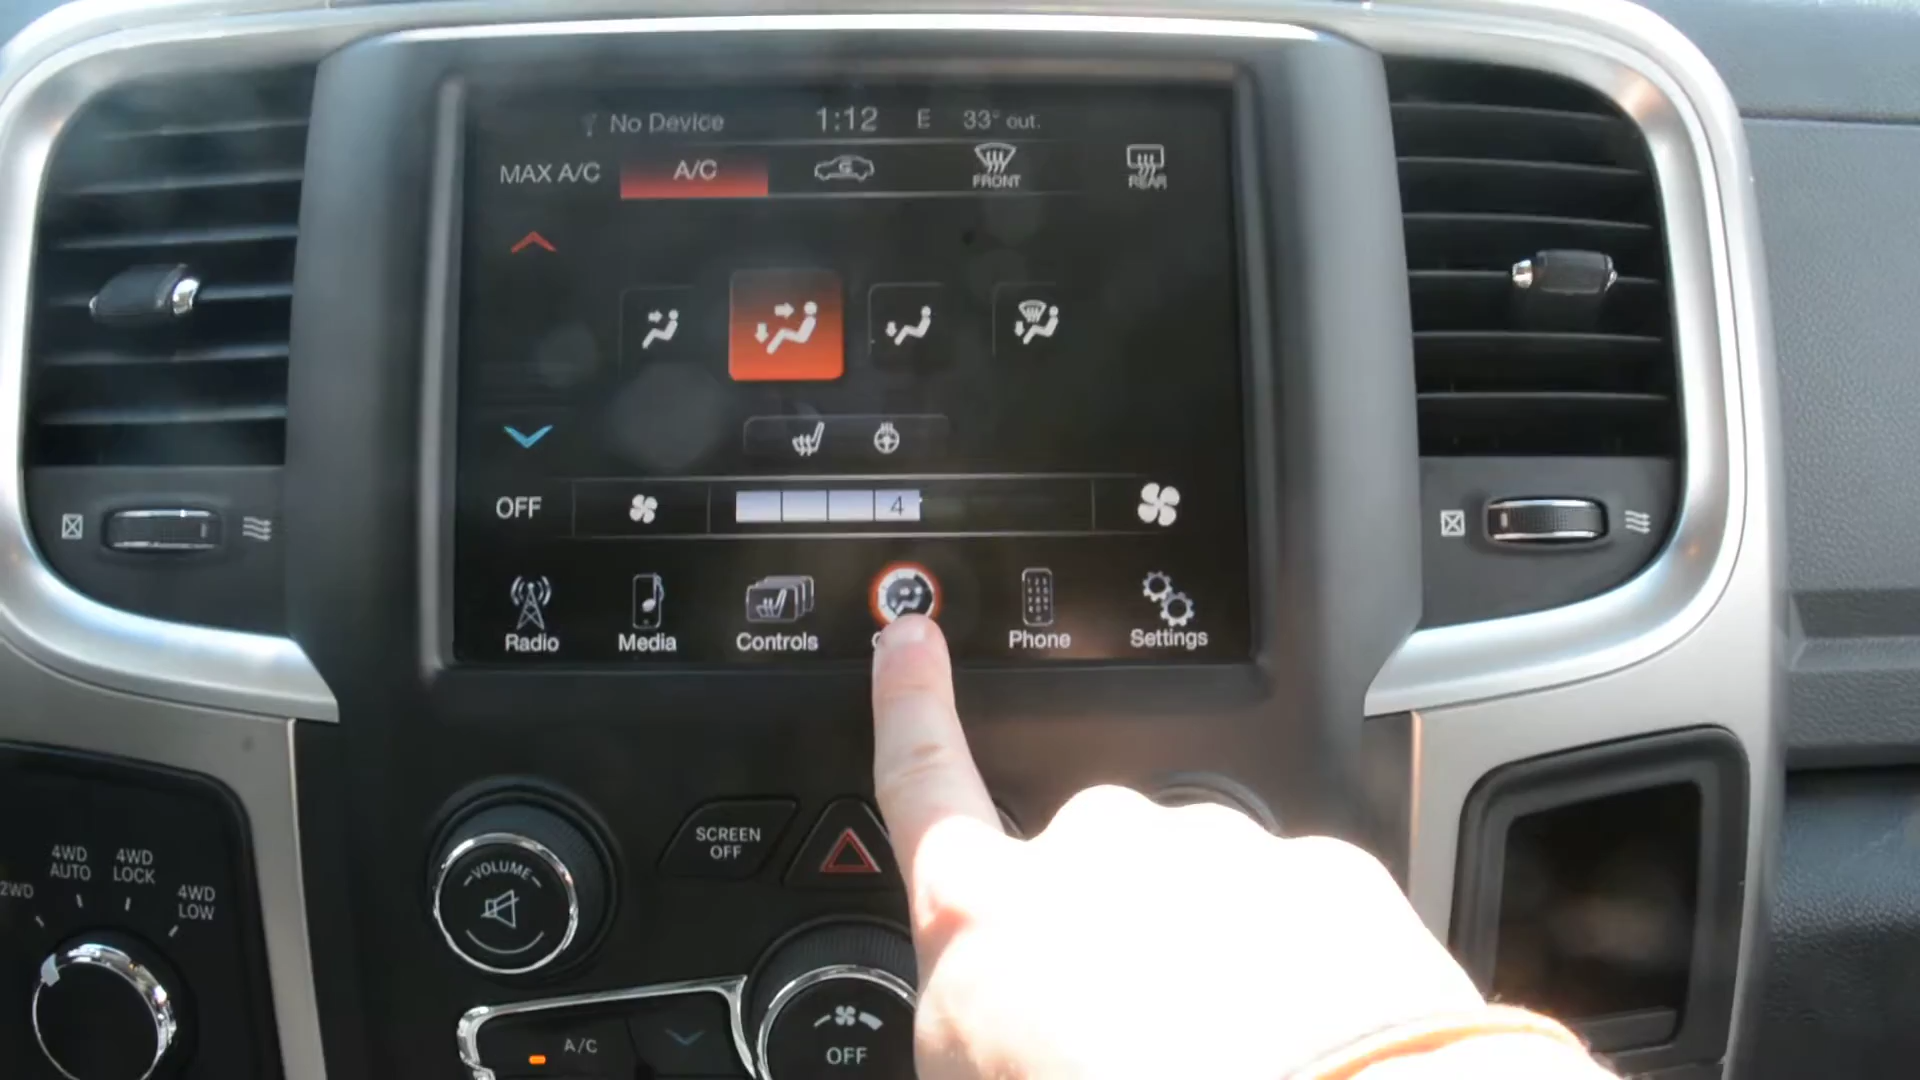 No Device 1:12 E 33° out.
MAX A/C A/C FRONT REAR
OFF 4
Radio Media Controls Phone Settings
SCREEN
OFF
VOLUME
2WD
4WD
AUTO
4WD
LOCK
4WD
LOW
A/C
OFF